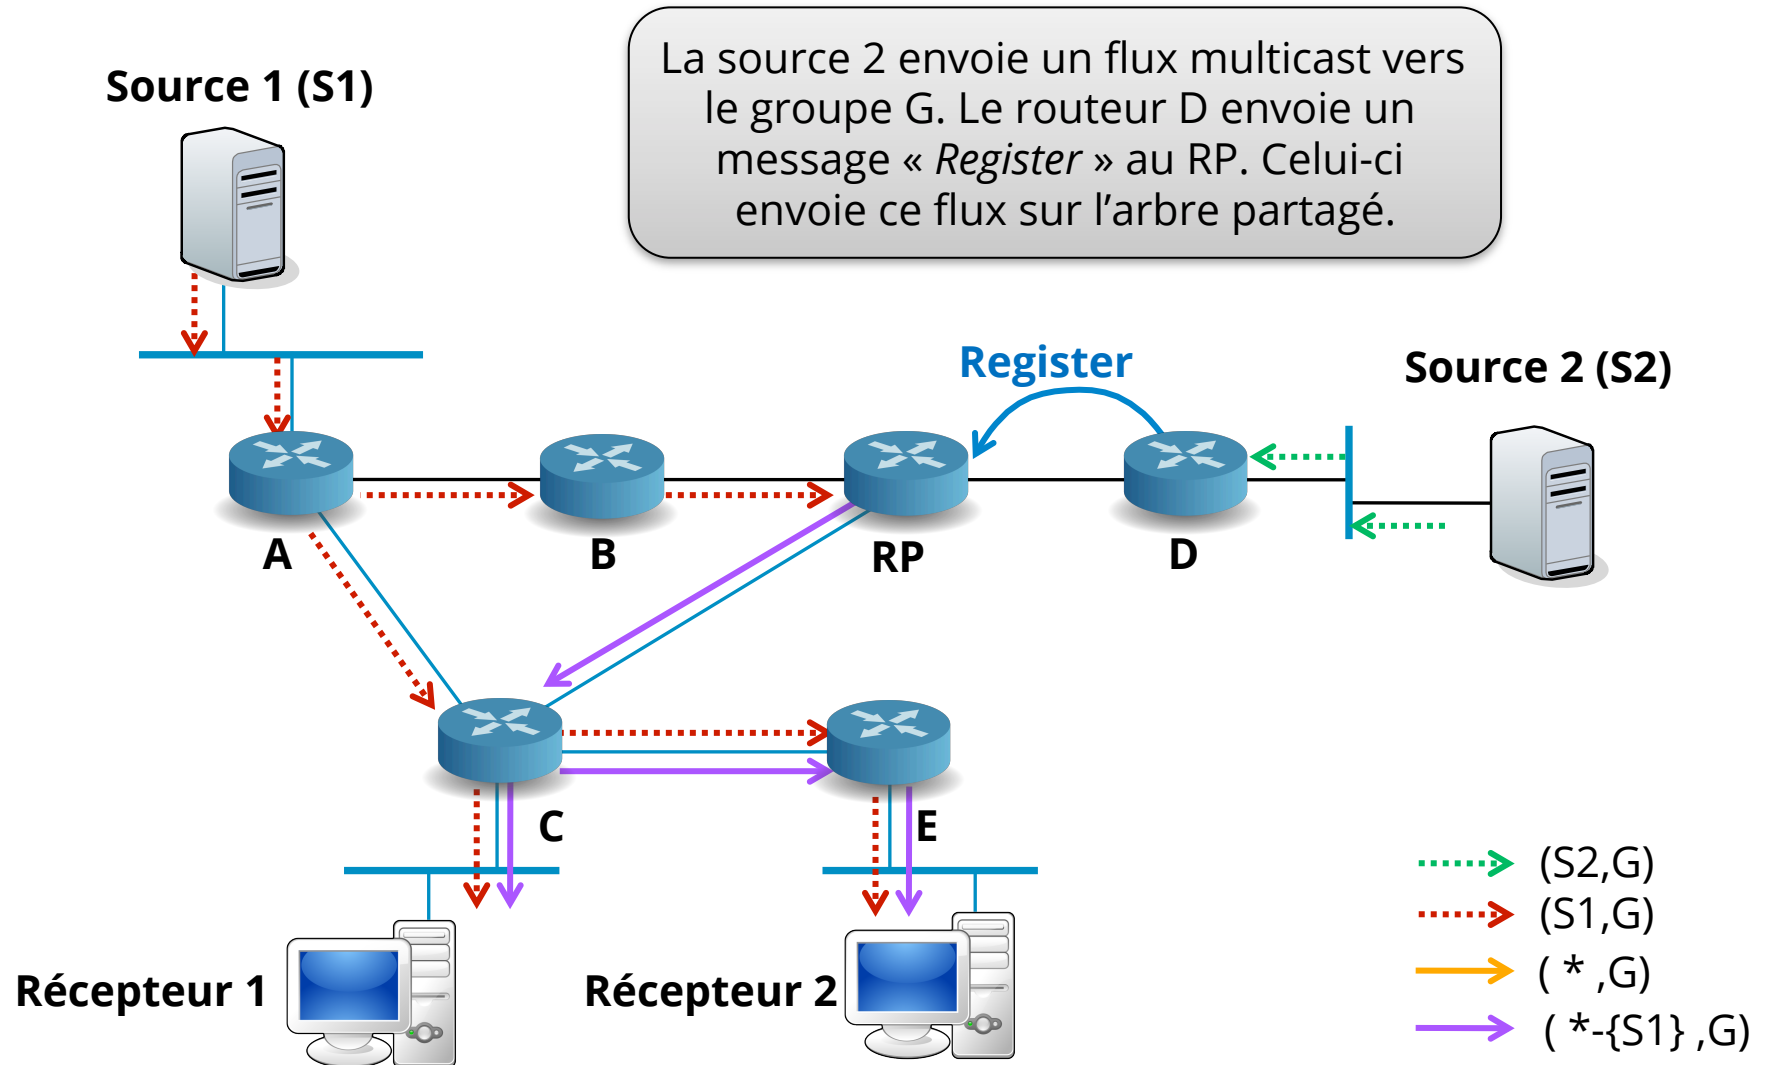 La source 2 envoie un flux multicast vers
le groupe G. Le routeur D envoie un
message « Register » au RP. Celui-ci
envoie ce flux sur l’arbre partagé.
Source 1 (S1)
Register
Source 2 (S2)
A
B
RP
D
C
E
Récepteur 1
Récepteur 2
(S2,G)
(S1,G)
( * ,G)
( *-{S1} ,G)